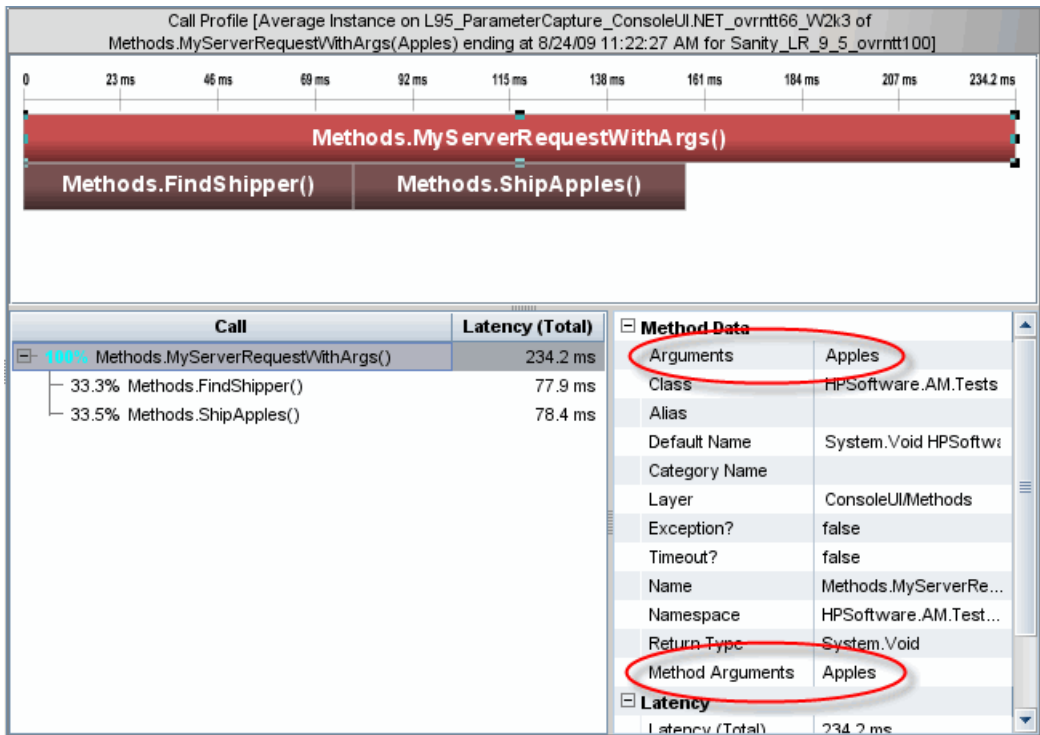 Call Profile [Average Instance on L95_ParameterCapture_ConsoleUI.NET_ovrntt66_W2k3 of
Methods.MyServerRequestWithArgs(Apples) ending at 8/24/09 11:22:27 AM for Sanity_LR_9_5_ovrntt100]
0 23 ms 46 ms 69 ms 92 ms 115 ms 138 ms 161 ms 184 ms 207 ms 234.2 ms
Methods.MyServerRequestWithArgs()
Methods.FindShipper() Methods.ShipApples()
Call Latency (Total)
100% Methods.MyServerRequestWithArgs() 234.2 ms
33.3% Methods.FindShipper() 77.9 ms
33.5% Methods.ShipApples() 78.4 ms
Method Data
Arguments Apples
Class HPSoftware.AM.Tests
Alias
Default Name System.Void HPSoftwa
Category Name
Layer ConsoleUI/Methods
Exception? false
Timeout? false
Name Methods.MyServerRe...
Namespace HPSoftware.AM.Test...
Return Type System.Void
Method Arguments Apples
Latency
Latency (Total) 234.2 ms